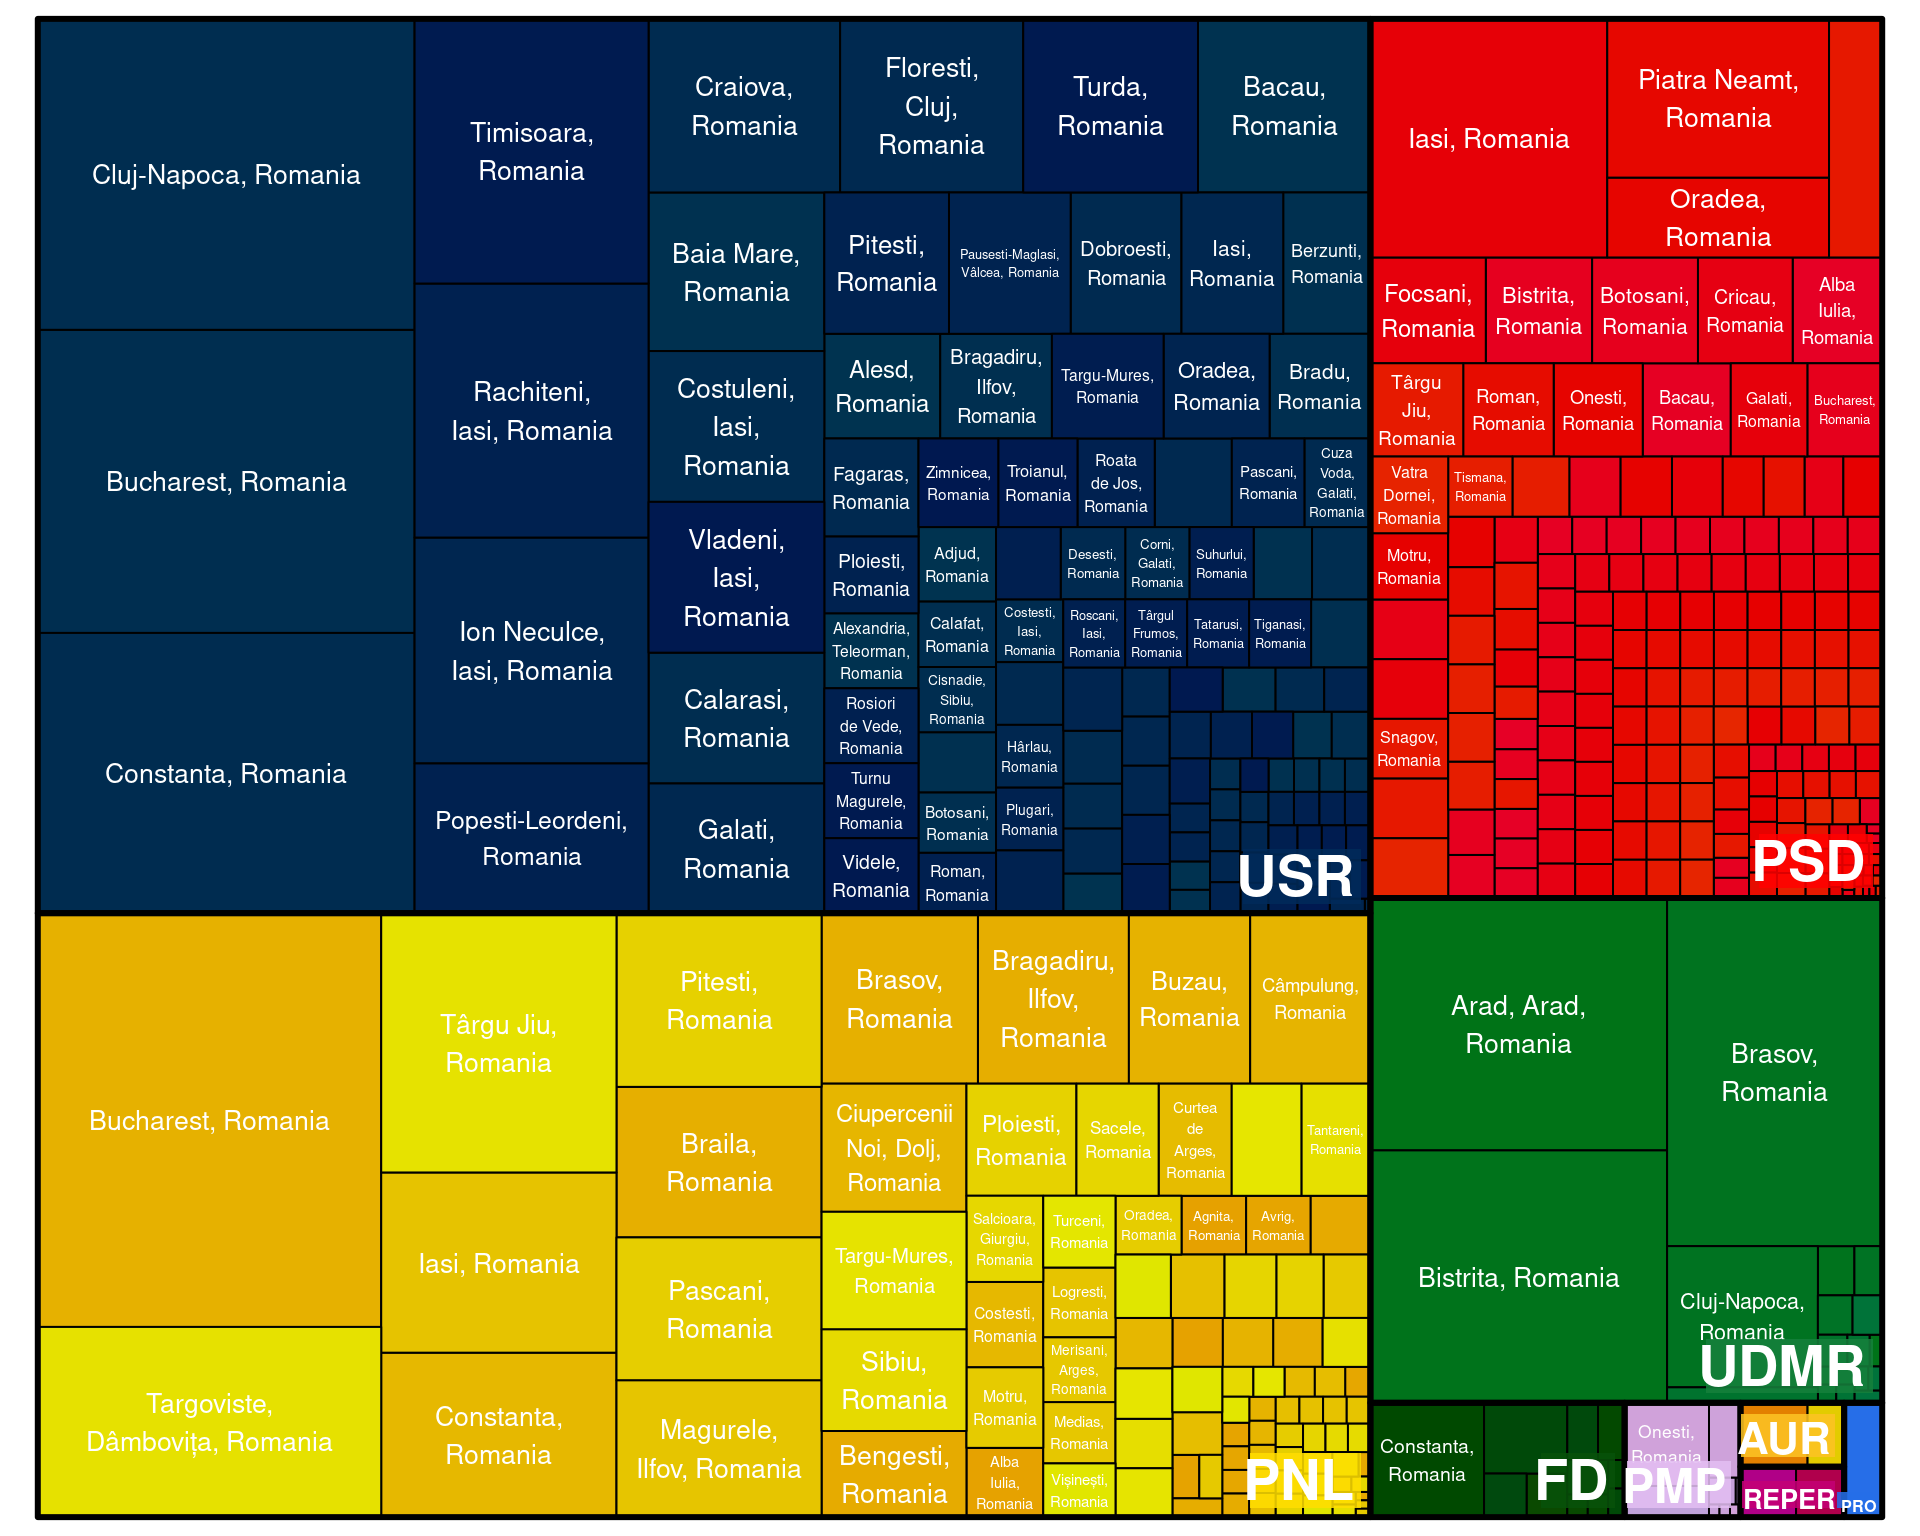 Cluj-Napoca, Romania
Bucharest, Romania
Constanta, Romania
Timisoara,
Romania
Rachiteni,
Iasi, Romania
Ion Neculce,
Iasi, Romania
Popesti-Leordeni,
Romania
Craiova,
Romania
Floresti,
Cluj,
Romania
Turda,
Romania
Bacau,
Romania
Baia Mare,
Romania
Costuleni,
Iasi,
Romania
Vladeni,
Iasi,
Romania
Calarasi,
Romania
Galati,
Romania
Pitesti,
Romania
Pausesti-Maglasi,
Vâlcea, Romania
Dobroesti,
Romania
Iasi,
Romania
Berzunti,
Romania
Alesd,
Romania
Bragadiru,
Ilfov,
Romania
Targu-Mures,
Romania
Oradea,
Romania
Bradu,
Romania
Fagaras,
Romania
Zimnicea,
Romania
Troianul,
Romania
Roata
de Jos,
Romania
Pascani,
Romania
Cuza
Voda,
Galati,
Romania
Ploiesti,
Romania
Adjud,
Romania
Desesti,
Romania
Corni,
Galati,
Romania
Suhurlui,
Romania
Alexandria,
Teleorman,
Romania
Calafat,
Romania
Costesti,
Iasi,
Romania
Roscani,
Iasi,
Romania
Târgul
Frumos,
Romania
Tatarusi,
Romania
Tiganasi,
Romania
Rosiori
de Vede,
Romania
Cisnadie,
Sibiu,
Romania
Hârlau,
Romania
Turnu
Magurele,
Romania
Botosani,
Romania
Plugari,
Romania
Videle,
Romania
Roman,
Romania
USR
Iasi, Romania
Piatra Neamt,
Romania
Oradea,
Romania
Focsani,
Romania
Bistrita,
Romania
Botosani,
Romania
Cricau,
Romania
Alba
Iulia,
Romania
Târgu
Jiu,
Romania
Roman,
Romania
Onesti,
Romania
Bacau,
Romania
Galati,
Romania
Bucharest,
Romania
Vatra
Dornei,
Romania
Tismana,
Romania
Motru,
Romania
Snagov,
Romania
PSD
Bucharest, Romania
Targoviste,
Dâmbovița, Romania
Târgu Jiu,
Romania
Iasi, Romania
Constanta,
Romania
Pitesti,
Romania
Braila,
Romania
Pascani,
Romania
Magurele,
Ilfov, Romania
Brasov,
Romania
Bragadiru,
Ilfov,
Romania
Buzau,
Romania
Câmpulung,
Romania
Ciupercenii
Noi, Dolj,
Romania
Ploiesti,
Romania
Sacele,
Romania
Curtea
de
Arges,
Romania
Tantareni,
Romania
Targu-Mures,
Romania
Salcioara,
Giurgiu,
Romania
Turceni,
Romania
Oradea,
Romania
Agnita,
Romania
Avrig,
Romania
Costesti,
Romania
Logresti,
Romania
Sibiu,
Romania
Merisani,
Arges,
Romania
Motru,
Romania
Medias,
Romania
Bengesti,
Romania
Alba
Iulia,
Romania
Vișinești,
Romania
PNL
Arad, Arad,
Romania
Brasov,
Romania
Bistrita, Romania
Cluj-Napoca,
Romania
UDMR
Constanta,
Romania
FD
Onesti,
Romania
PMP
AUR
REPER
PRO